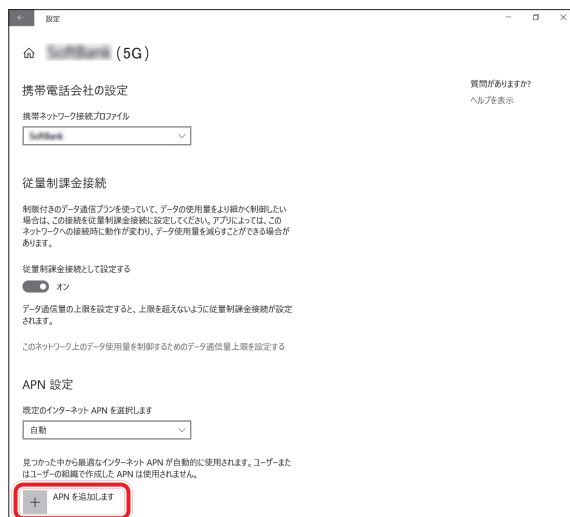 設定
(5G)
携帯電話会社の設定
携帯ネットワーク接続プロファイル
従量制課金接続
制限付きのデータ通信プランを使っていて、データの使用量をより細かく制御したい
場合は、この接続を従量制課金接続に設定してください。アプリによっては、この
ネットワークへの接続時に動作が変わり、データ使用量を減らすことができる場合が
あります。
従量制課金接続として設定する
オン
データ通信量の上限を設定すると、上限を超えないように従量制課金接続が設定
されます。
このネットワーク上のデータ使用量を制御するためのデータ通信量上限を設定する
APN 設定
既定のインターネット APN を選択します
自動
見つかった中から最適なインターネット APN が自動的に使用されます。ユーザーまた
はユーザーの組織で作成した APN は使用されません。
APN を追加します
質問がありますか?
ヘルプを表示